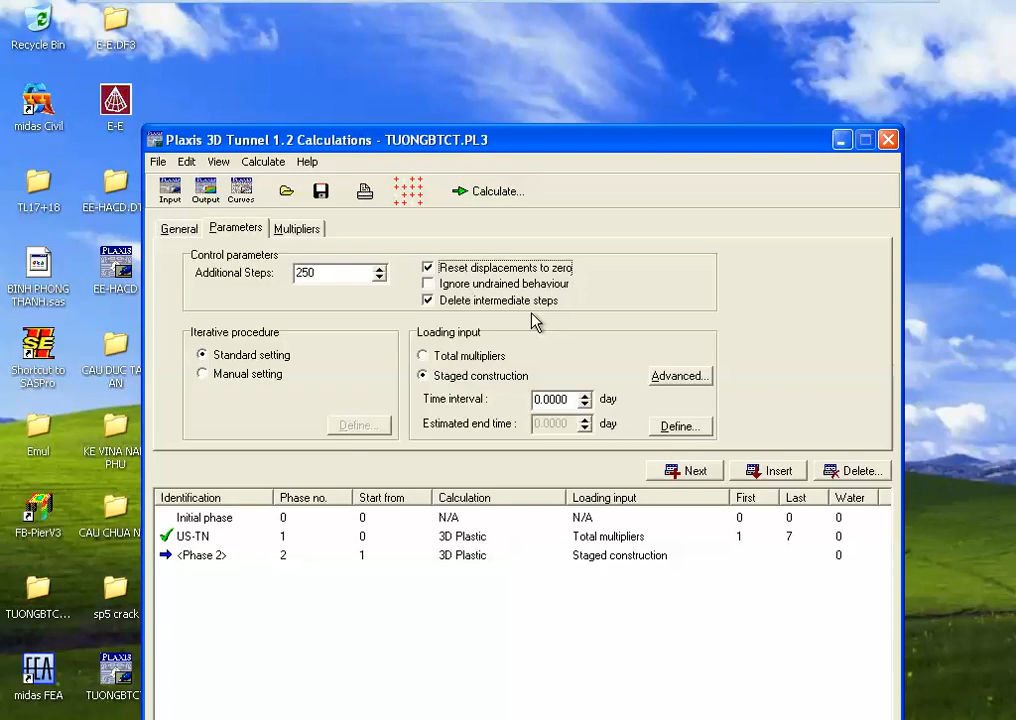 Recycle Bin
E-E.DF3
midas Civil
E-E
TL17+18
EE-HACD.D1
BINH PHONG
THANH.sas
EE-HACD
Shortcut to
SASPro
CAU DUC TA
AN
Emul
KE VINA NA
PHU
FB-PierV3
CAU CHUA N
TUONGBTC...
sp5 crack
midas FEA
TUONGBTC
Plaxis 3D Tunnel 1.2 Calculations - TUONGBTCT.PL3
File Edit View Calculate Help
Input Output Curves Calculate...
General Parameters Multipliers
Control parameters
Additional Steps: 250
Reset displacements to zero
Ignore undrained behaviour
Delete intermediate steps
Iterative procedure
Standard setting
Manual setting
Define...
Loading input
Total multipliers
Staged construction Advanced...
Time interval : 0.0000 day
Estimated end time : 0.0000 day Define...
Next Insert Delete...
Identification Phase no. Start from Calculation Loading input First Last Water
Initial phase 0 0 N/A N/A 0 0 0
US-TN 1 0 3D Plastic Total multipliers 1 7 0
<Phase 2> 2 1 3D Plastic Staged construction 0